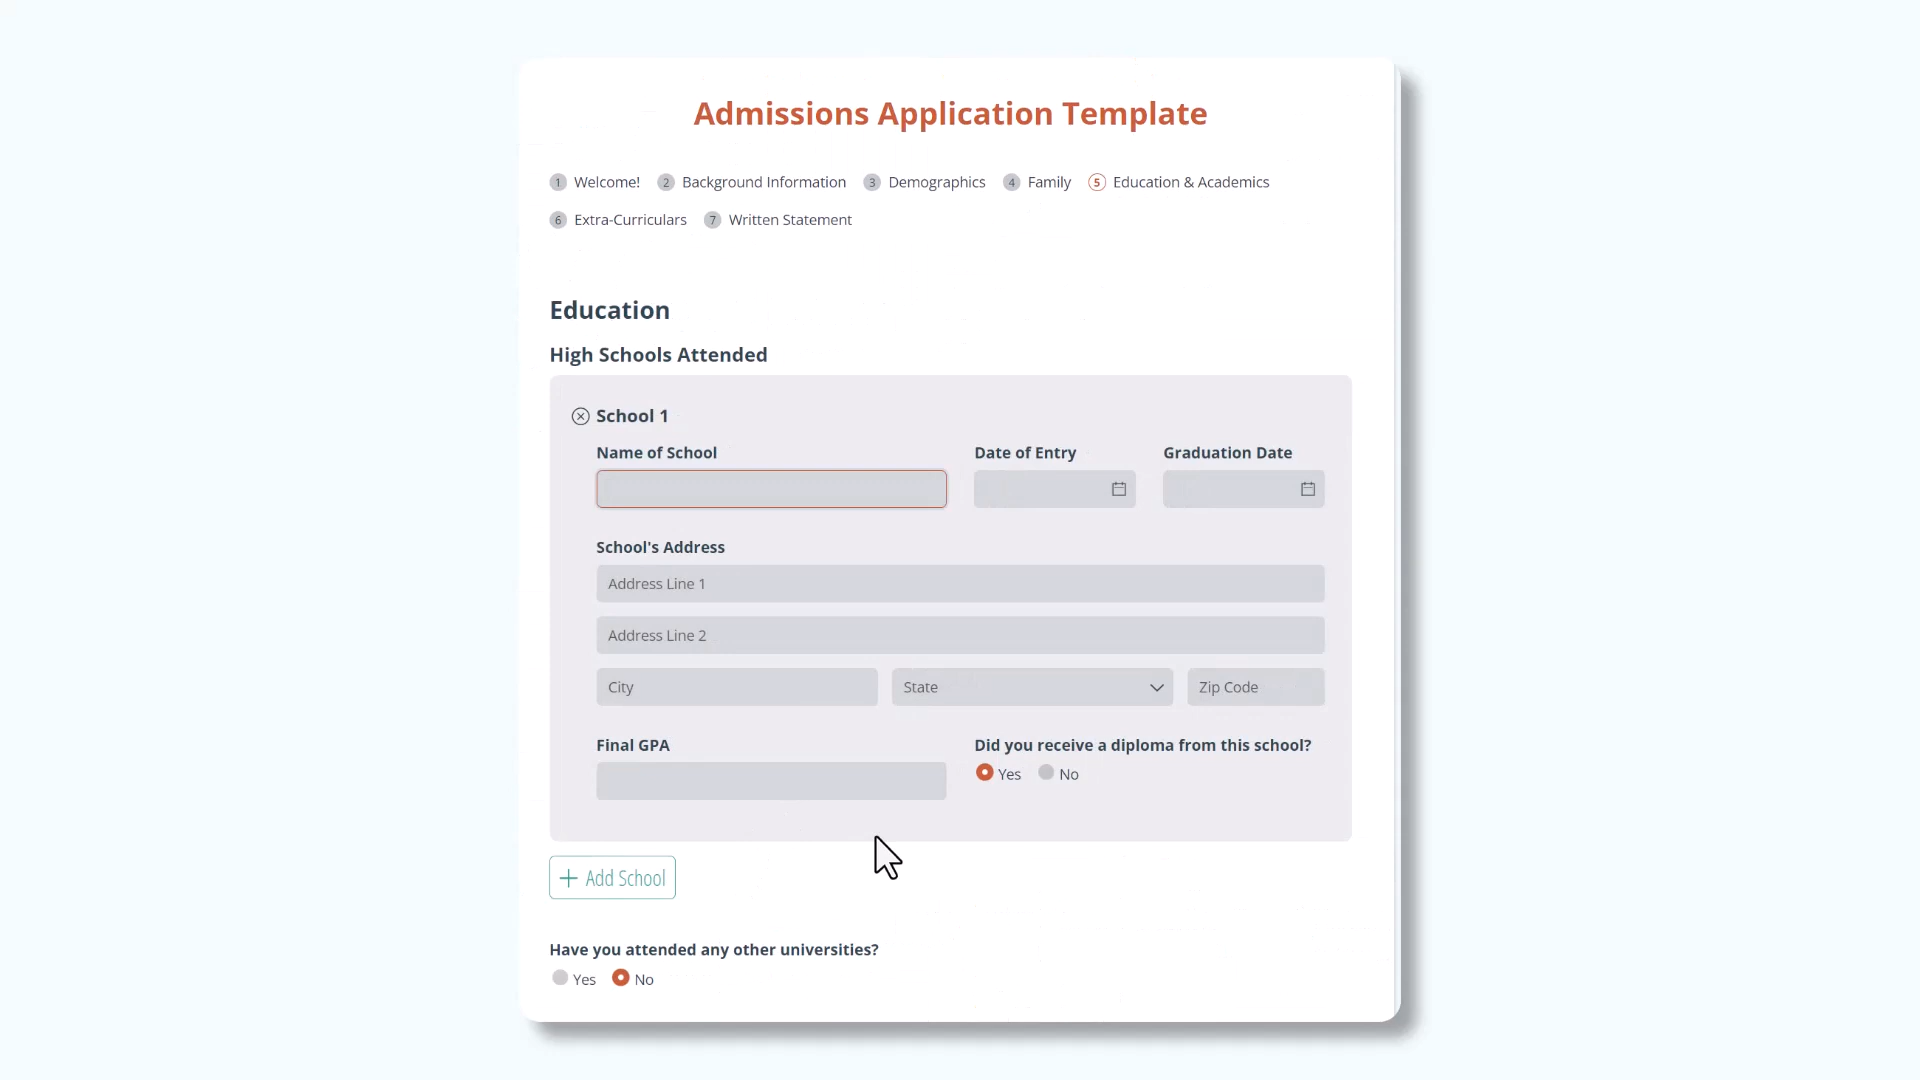 Admissions Application Template
1 Welcome! 2 Background Information 3 Demographics 4 Family 5 Education & Academics
6 Extra-Curriculars 7 Written Statement
Education
High Schools Attended
School 1
Name of School Date of Entry Graduation Date
School's Address
Address Line 1
Address Line 2
City State Zip Code
Final GPA Did you receive a diploma from this school?
Yes No
+ Add School
Have you attended any other universities?
Yes No